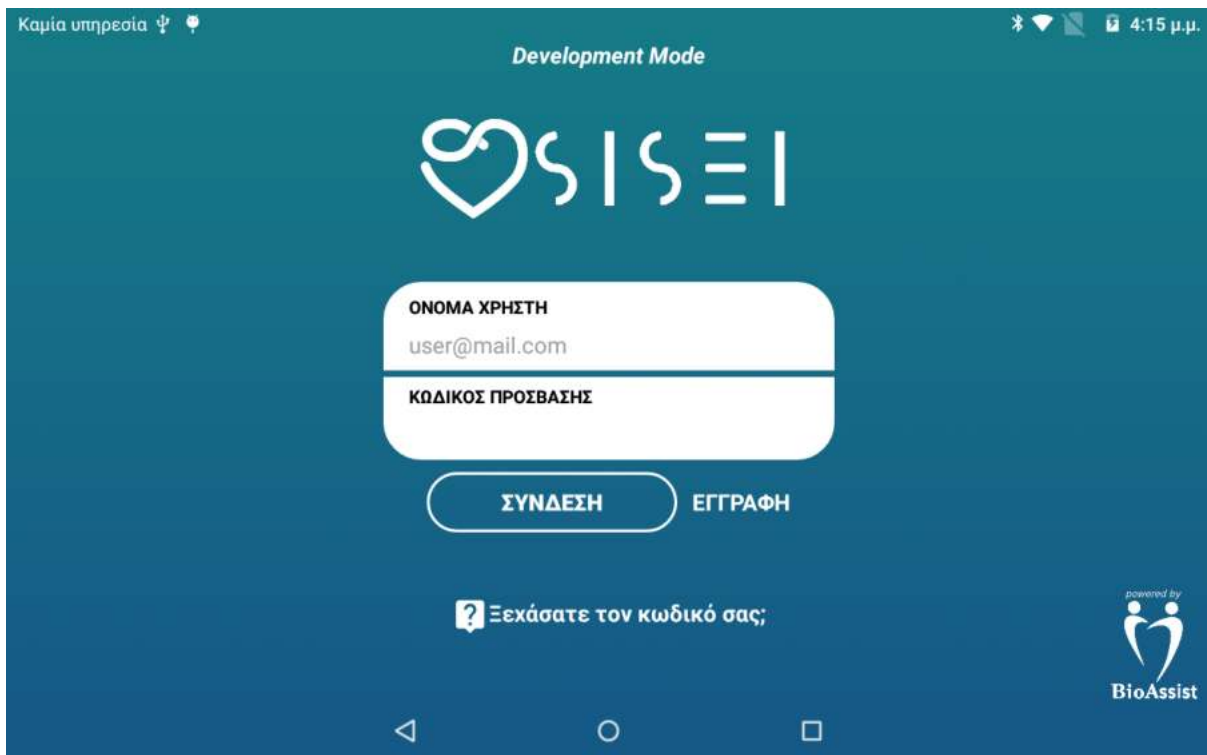 Καμία υπηρεσία 4:15 μ.μ.
Development Mode
SISEI
ΟΝΟΜΑ ΧΡΗΣΤΗ
user@mail.com
ΚΩΔΙΚΟΣ ΠΡΟΣΒΑΣΗΣ
ΣΥΝΔΕΣΗ ΕΓΓΡΑΦΗ
? Ξεχάσατε τον κωδικό σας;
powered by
BioAssist